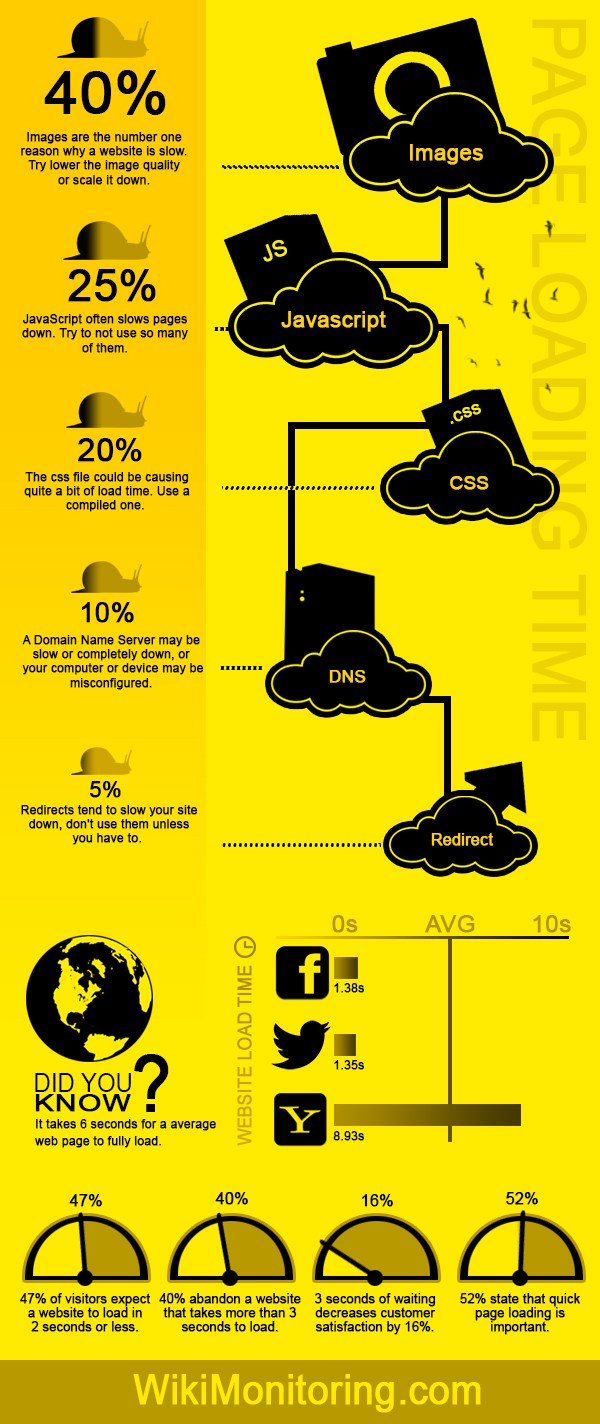 PAGE LOADING TIME
40%
Images are the number one
reason why a website is slow.
Try lower the image quality
or scale it down.
Images
25%
JavaScript often slows pages
down. Try to not use so many
of them.
JS
Javascript
20%
The css file could be causing
quite a bit of load time. Use a
compiled one.
.css
CSS
10%
A Domain Name Server may be
slow or completely down, or
your computer or device may be
misconfigured.
DNS
5%
Redirects tend to slow your site
down, don't use them unless
you have to.
Redirect
DID YOU
KNOW ?
It takes 6 seconds for a average
web page to fully load.
WEBSITE LOAD TIME
0s AVG 10s
f
1.38s
1.35s
Y
8.93s
47%
47% of visitors expect
a website to load in
2 seconds or less.
40%
40% abandon a website
that takes more than 3
seconds to load.
16%
3 seconds of waiting
decreases customer
satisfaction by 16%.
52%
52% state that quick
page loading is
important.
WikiMonitoring.com